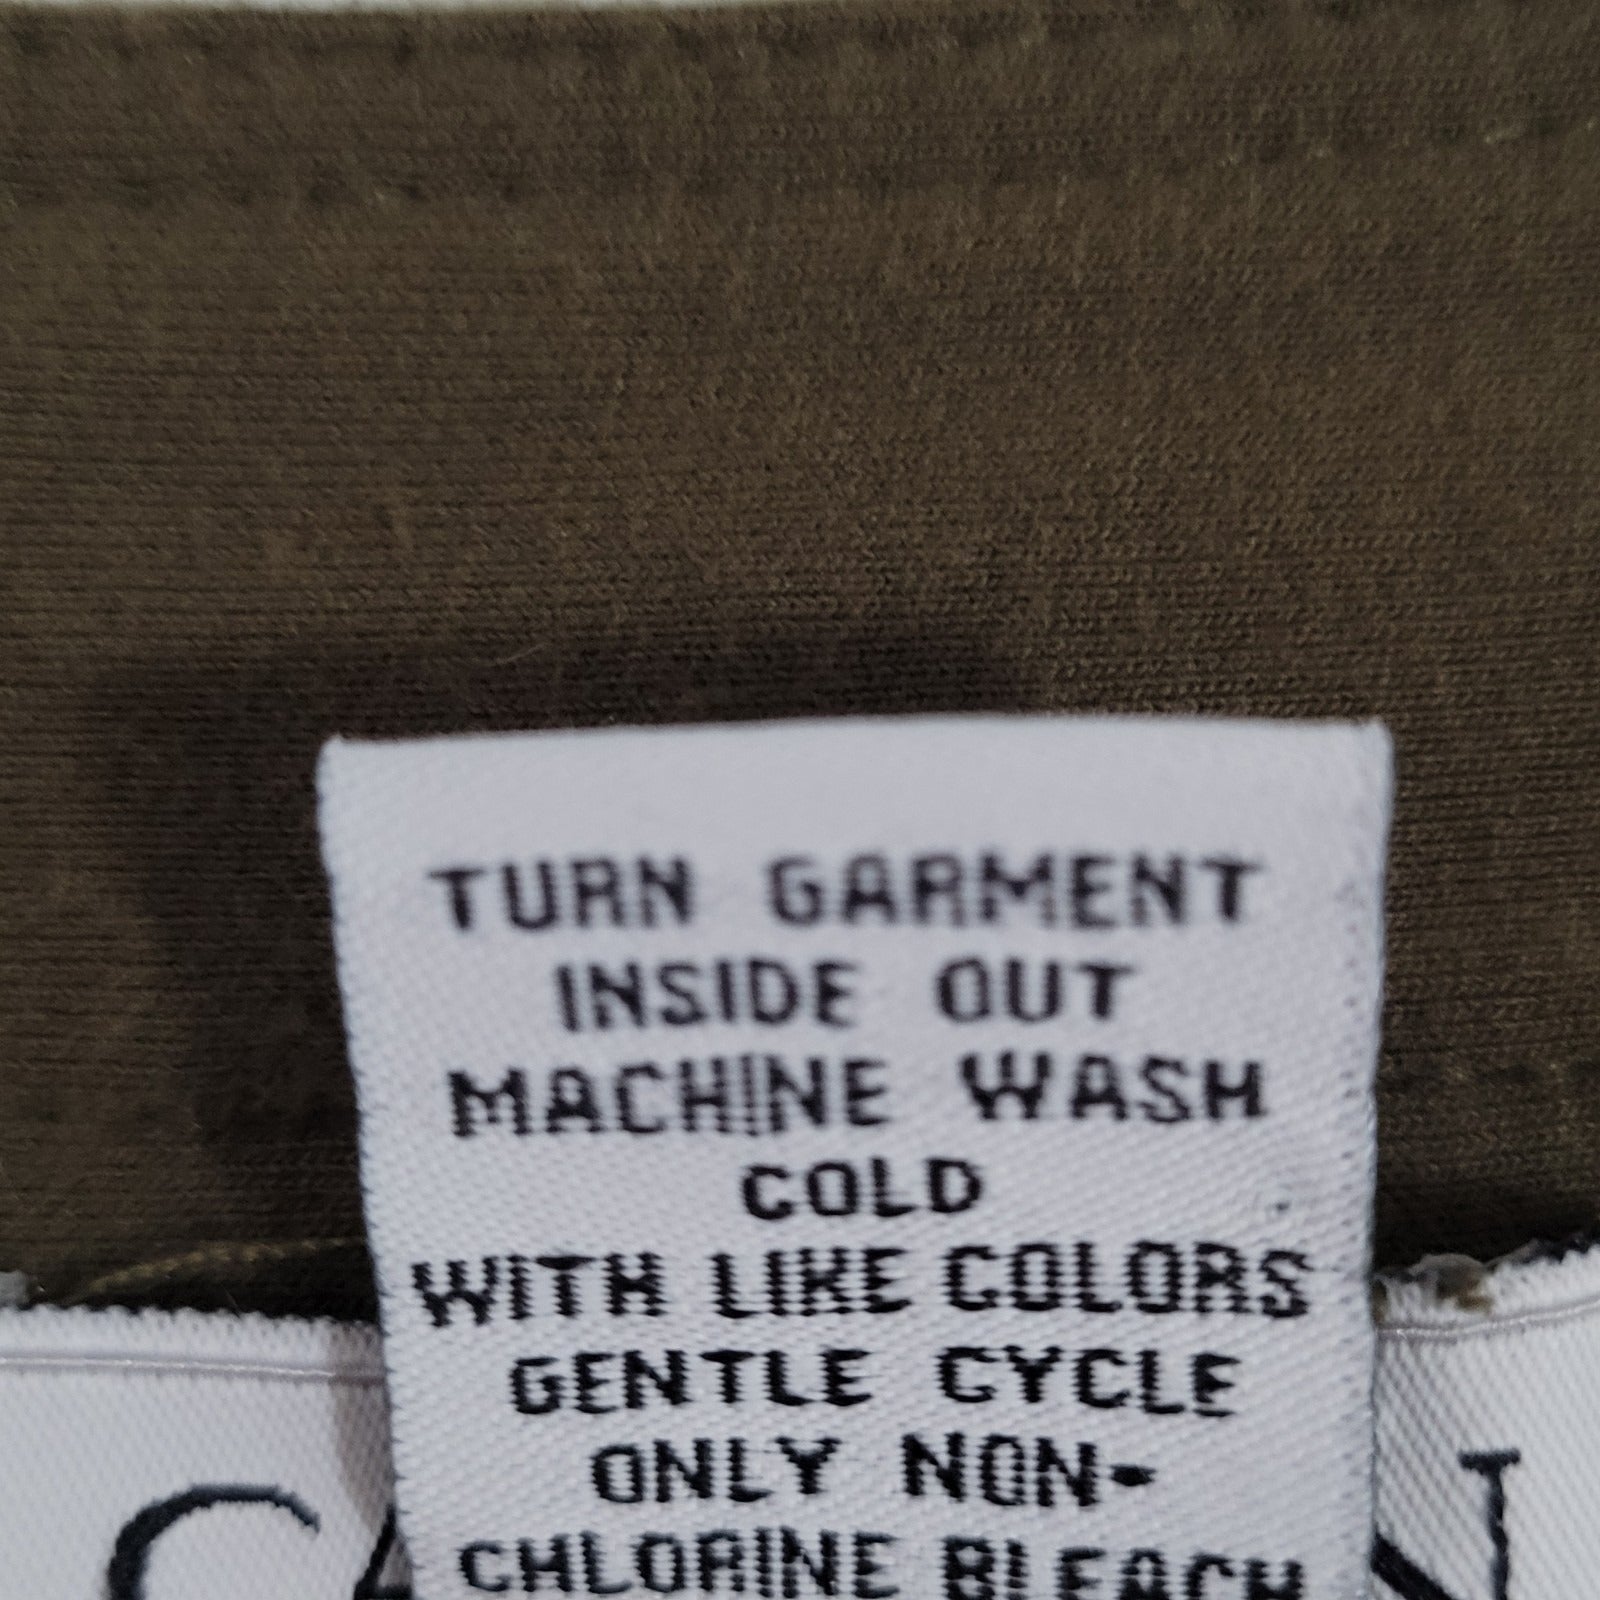 TURN GARMENT
INSIDE OUT
MACHINE WASH
COLD
WITH LIKE COLORS
GENTLE CYCLE
ONLY NON-
CHLORINE BLEACH